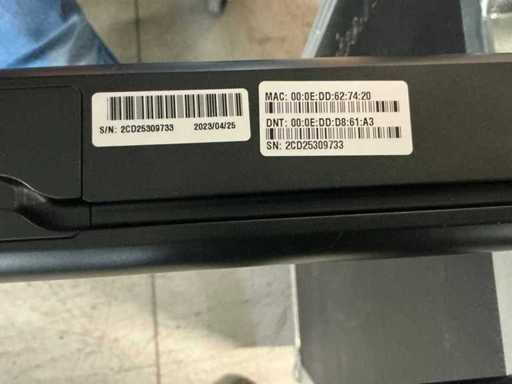 S/N: 2CD25309733 2023/04/25
MAC: 00:0E:DD:62:74:20
DNT: 00:0E:DD:D8:61:A3
SN: 2CD25309733